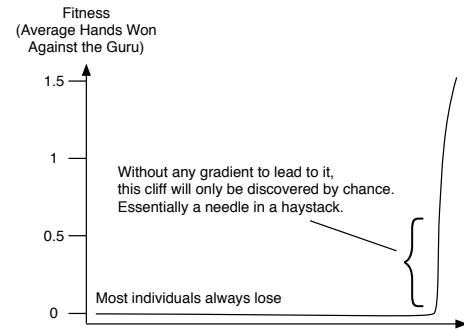 Fitness
(Average Hands Won
Against the Guru)
1.5
1
Without any gradient to lead to it,
this cliff will only be discovered by chance.
Essentially a needle in a haystack.
0.5
Most individuals always lose
0